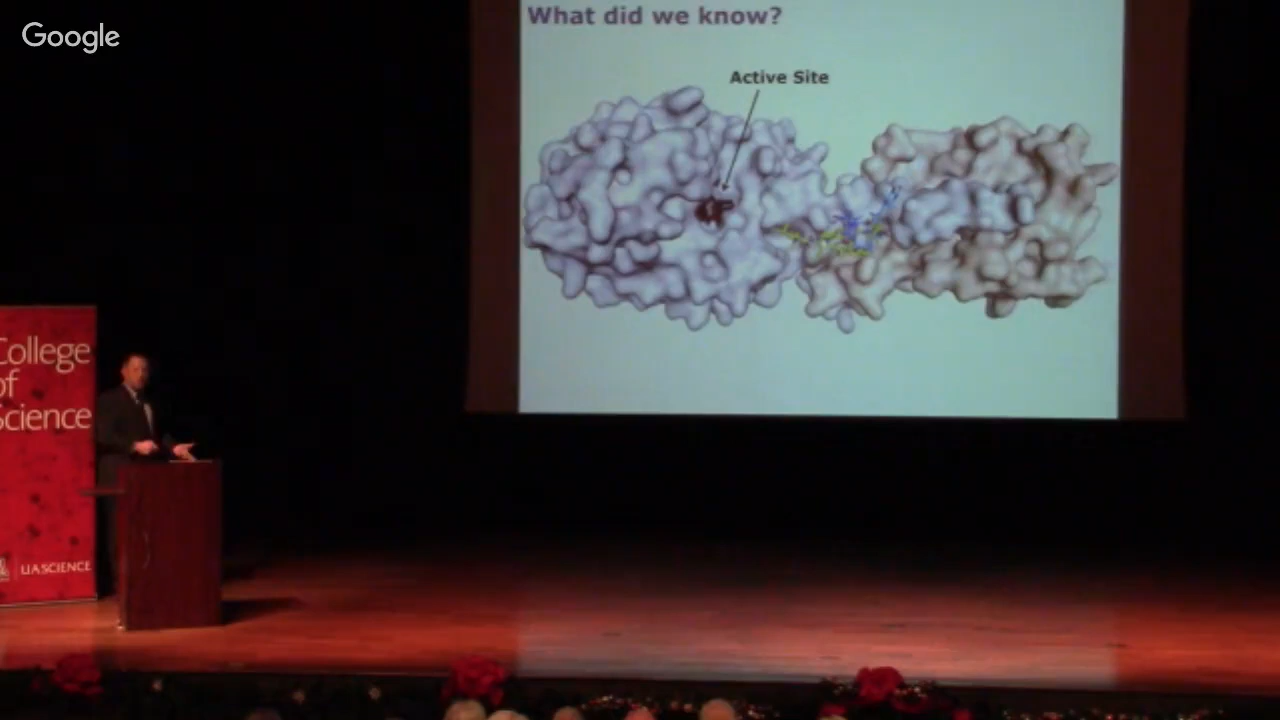 Google
What did we know?
Active Site
College
of
Science
UA SCIENCE